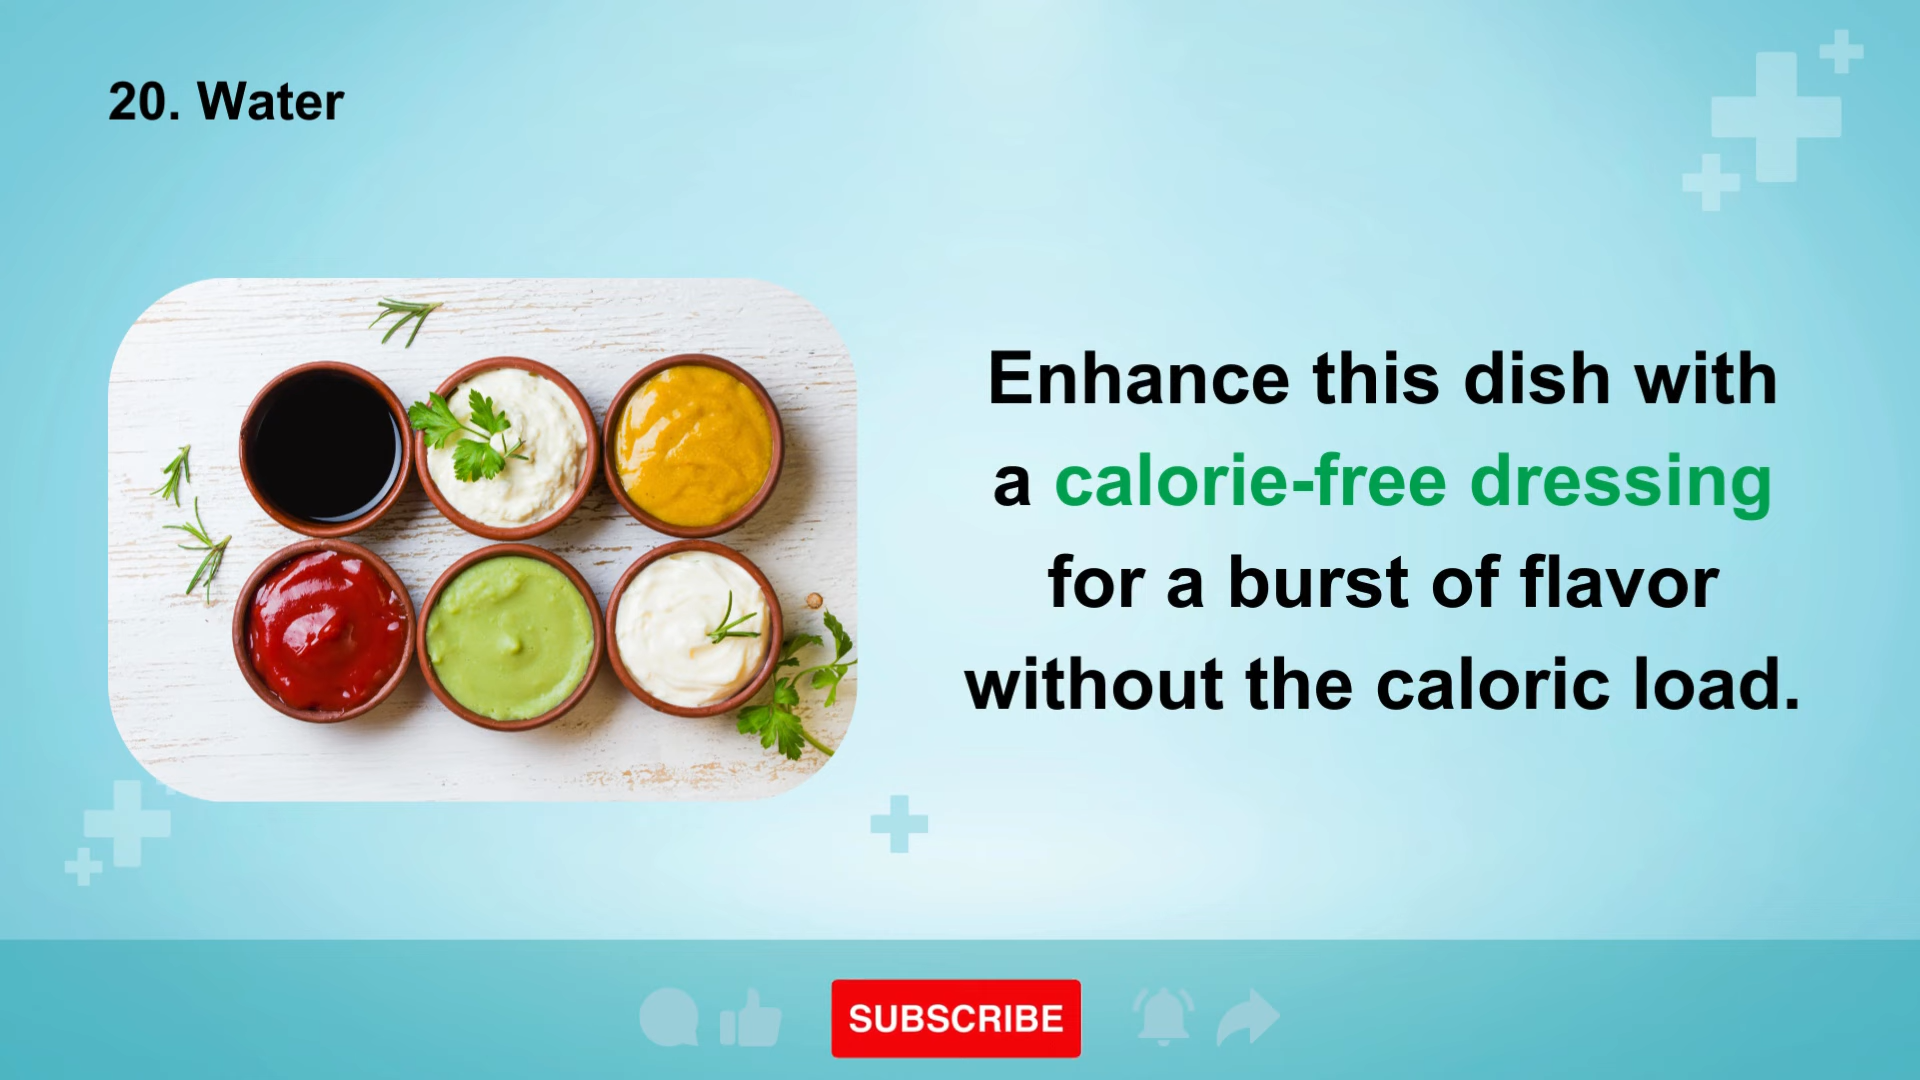 20. Water
Enhance this dish with
a calorie-free dressing
for a burst of flavor
without the caloric load.
SUBSCRIBE